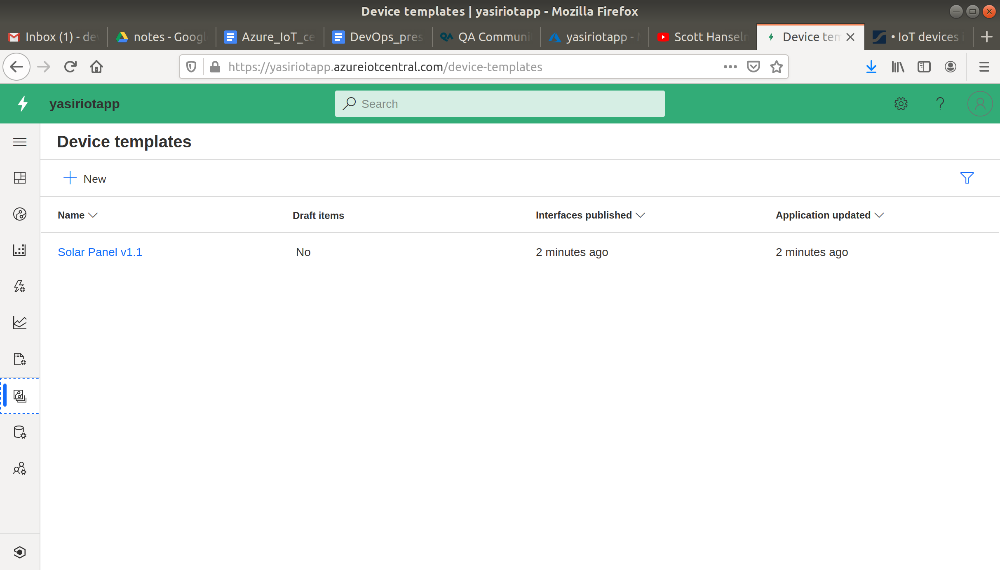 Device templates | yasiriotapp - Mozilla Firefox
Inbox (1) - dev notes - Googl Azure_IoT_ce DevOps_pres QA Communi yasiriotapp - Scott Hanseln Device tem • IoT devices i
https://yasiriotapp.azureiotcentral.com/device-templates
yasiriotapp Search
Device templates
New
Name Draft items Interfaces published Application updated
Solar Panel v1.1 No 2 minutes ago 2 minutes ago